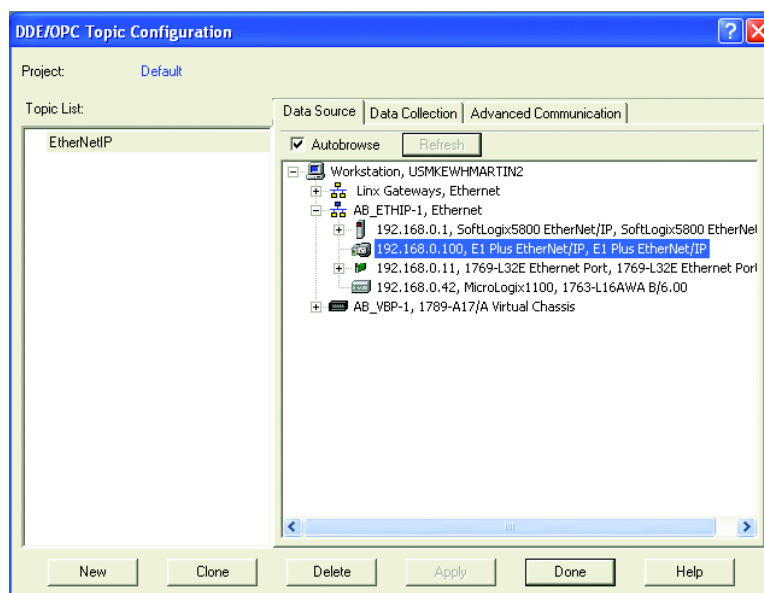 DDE/OPC Topic Configuration
Project: Default
Topic List:
EtherNetIP
Data Source
Data Collection
Advanced Communication
Autobrowse
Refresh
Workstation, USMKEWHMARTIN2
Linx Gateways, Ethernet
AB_ETHIP-1, Ethernet
192.168.0.1, SoftLogix5800 EtherNet/IP, SoftLogix5800 EtherNe
192.168.0.100, E1 Plus EtherNet/IP, E1 Plus EtherNet/IP
192.168.0.11, 1769-L32E Ethernet Port, 1769-L32E Ethernet Por
192.168.0.42, MicroLogix1100, 1763-L16AWA B/6.00
AB_VBP-1, 1789-A17/A Virtual Chassis
New
Clone
Delete
Apply
Done
Help